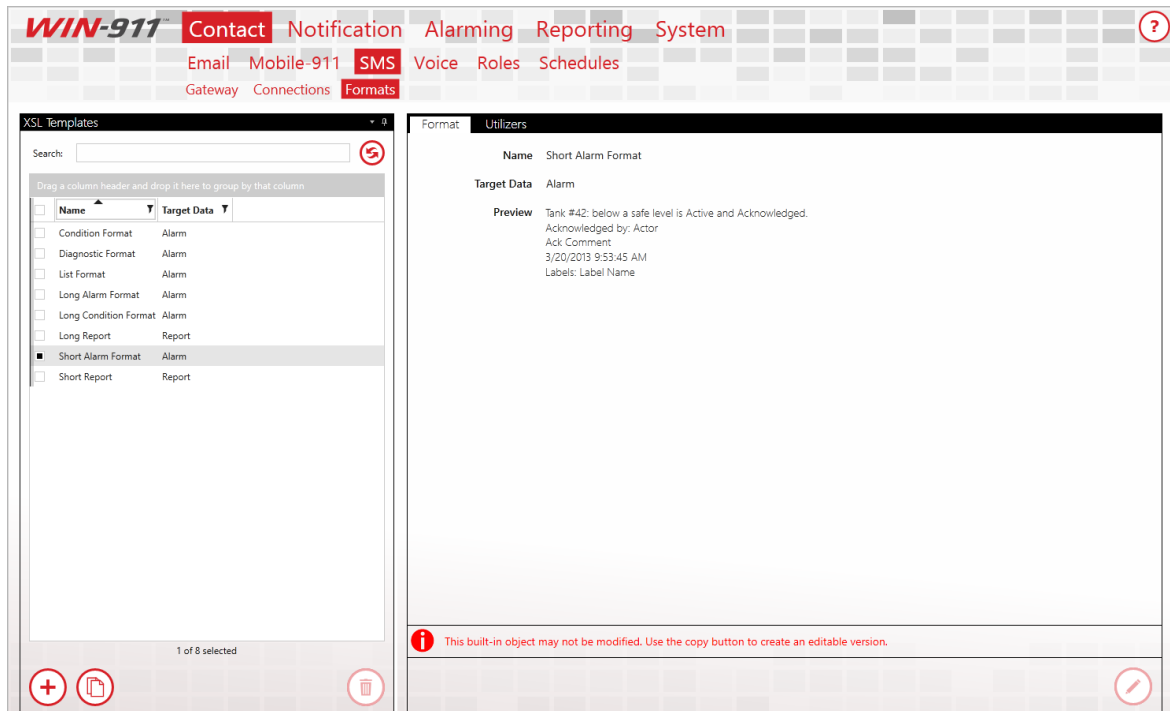 WIN-911™ Contact Notification Alarming Reporting System ?
Email Mobile-911 SMS Voice Roles Schedules
Gateway Connections Formats
XSL Templates
Search:
Drag a column header and drop it here to group by that column
Name Target Data
Condition Format Alarm
Diagnostic Format Alarm
List Format Alarm
Long Alarm Format Alarm
Long Condition Format Alarm
Long Report Report
Short Alarm Format Alarm
Short Report Report
1 of 8 selected
Format Utilizers
Name Short Alarm Format
Target Data Alarm
Preview Tank #42: below a safe level is Active and Acknowledged.
Acknowledged by: Actor
Ack Comment
3/20/2013 9:53:45 AM
Labels: Label Name
This built-in object may not be modified. Use the copy button to create an editable version.